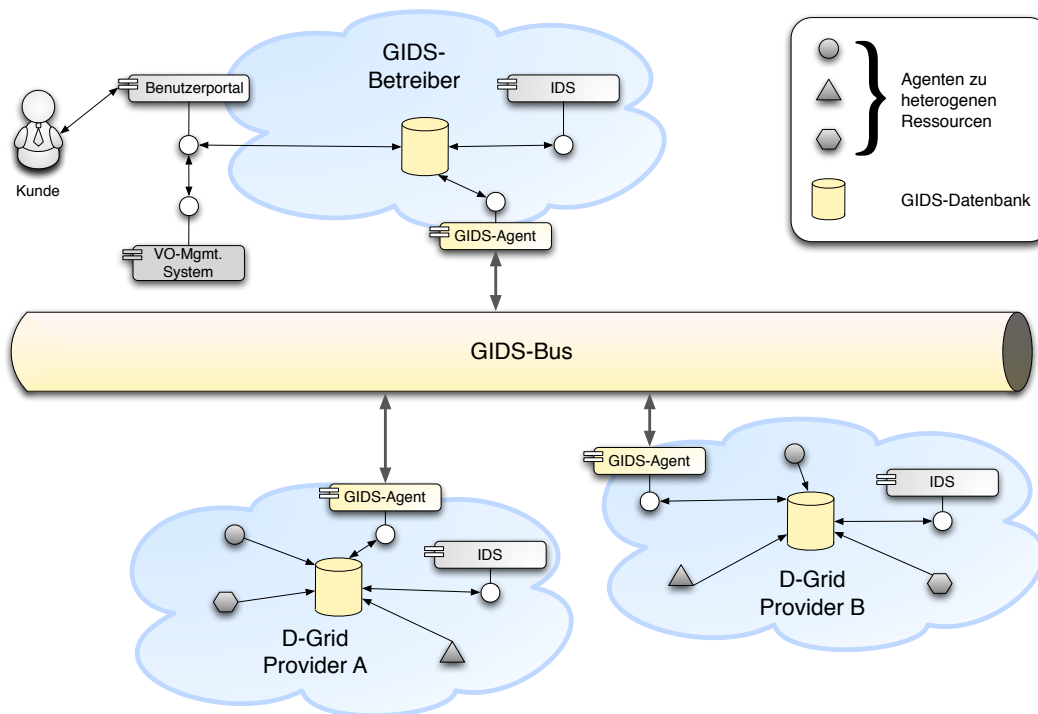 GIDS-
Betreiber
Benutzerportal
IDS
Kunde
GIDS-Agent
VO-Mgmt.
System
Agenten zu
heterogenen
Ressourcen
GIDS-Datenbank
GIDS-Bus
GIDS-Agent
IDS
D-Grid
Provider A
GIDS-Agent
IDS
D-Grid
Provider B